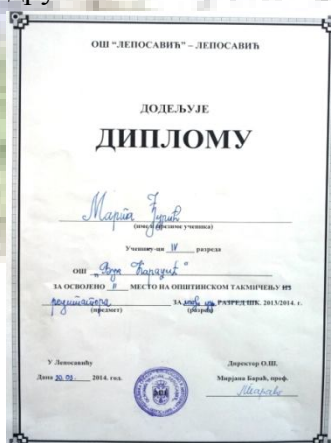 ОШ "ЛЕПОСАВИЋ" – ЛЕПОСАВИЋ
ДОДЕЉУЈЕ
ДИПЛОМУ
Марија
(име и презиме ученика)
Ученику-ци IV разреда
ОШ „Вук Караџић"
ЗА ОСВОЈЕНО II МЕСТО НА ОПШТИНСКОМ ТАКМИЧЕЊУ ИЗ
рецитатора ЗА РАЗРЕД ШК. 2013/2014. г.
(предмет) (разред)
У Лепосавићу Директор О.Ш.
Дана 20.03. 2014. год. Мирјана Барић, проф.